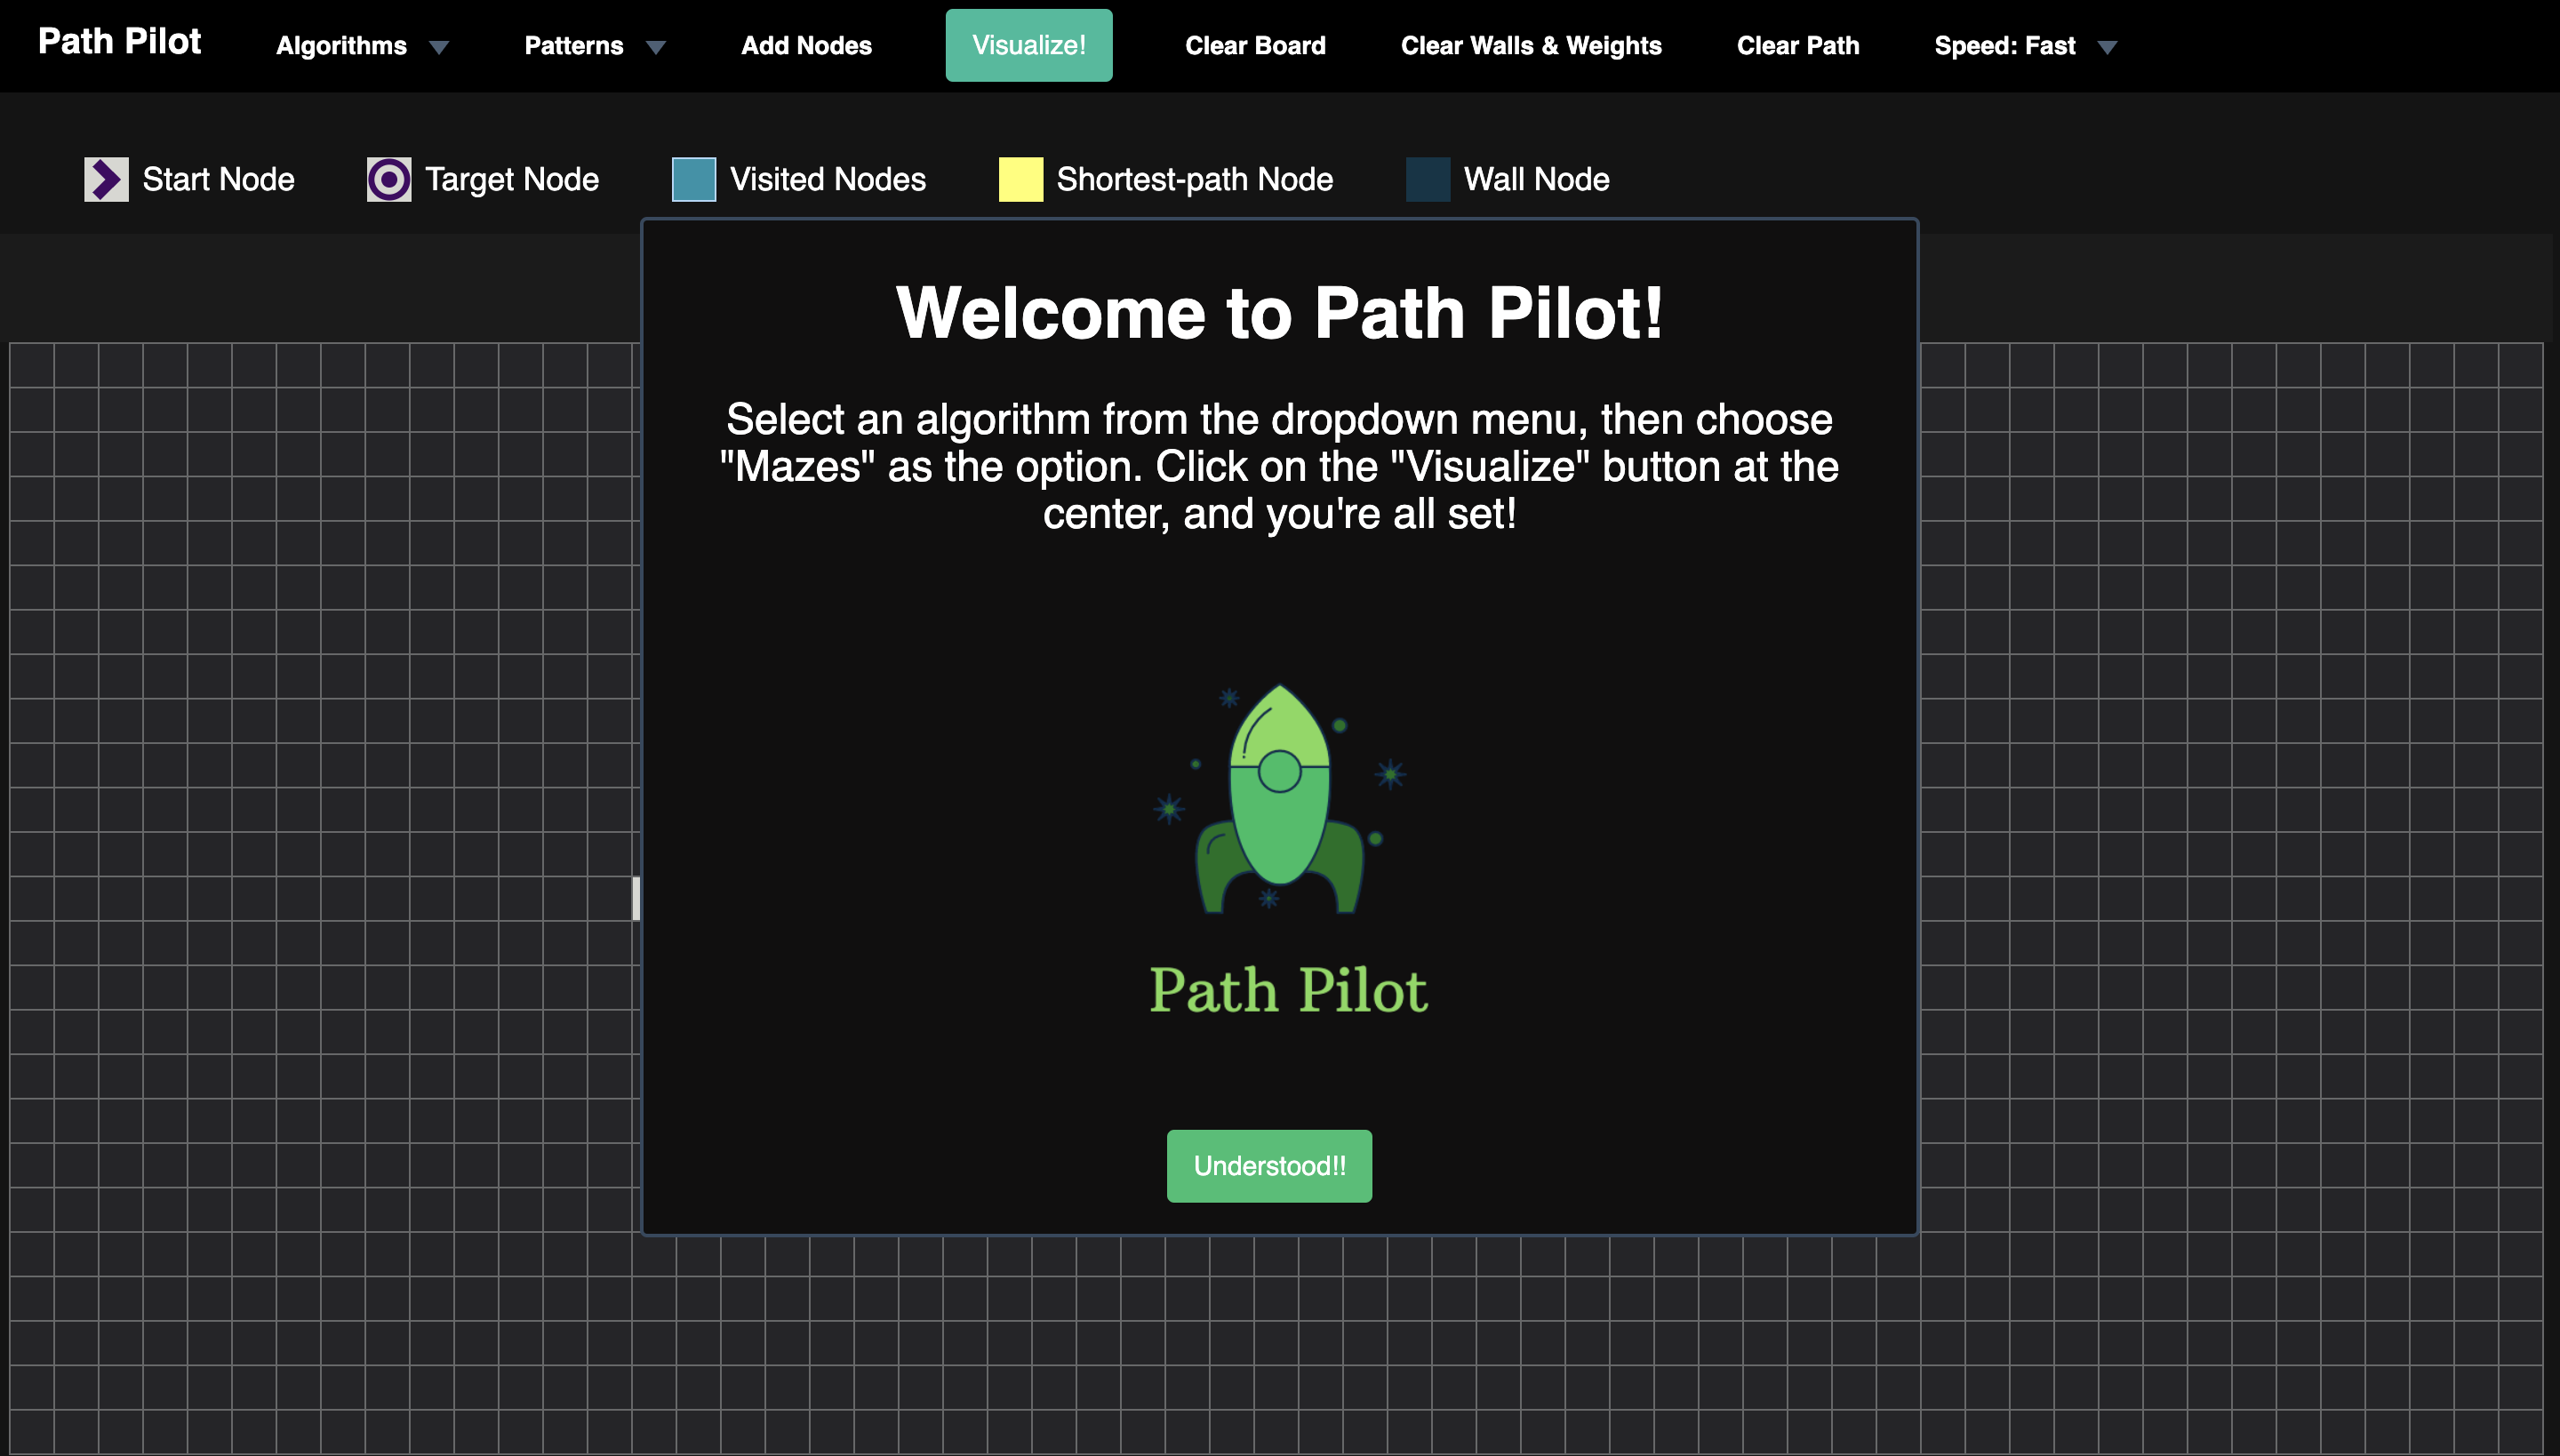 Path Pilot Algorithms Patterns Add Nodes Visualize! Clear Board Clear Walls & Weights Clear Path Speed: Fast
Start Node Target Node Visited Nodes Shortest-path Node Wall Node
Welcome to Path Pilot!
Select an algorithm from the dropdown menu, then choose
"Mazes" as the option. Click on the "Visualize" button at the
center, and you're all set!
Path Pilot
Understood!!